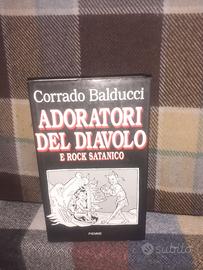 Corrado Balducci
ADORATORI
DEL DIAVOLO
E ROCK SATANICO
PIEMME
subito